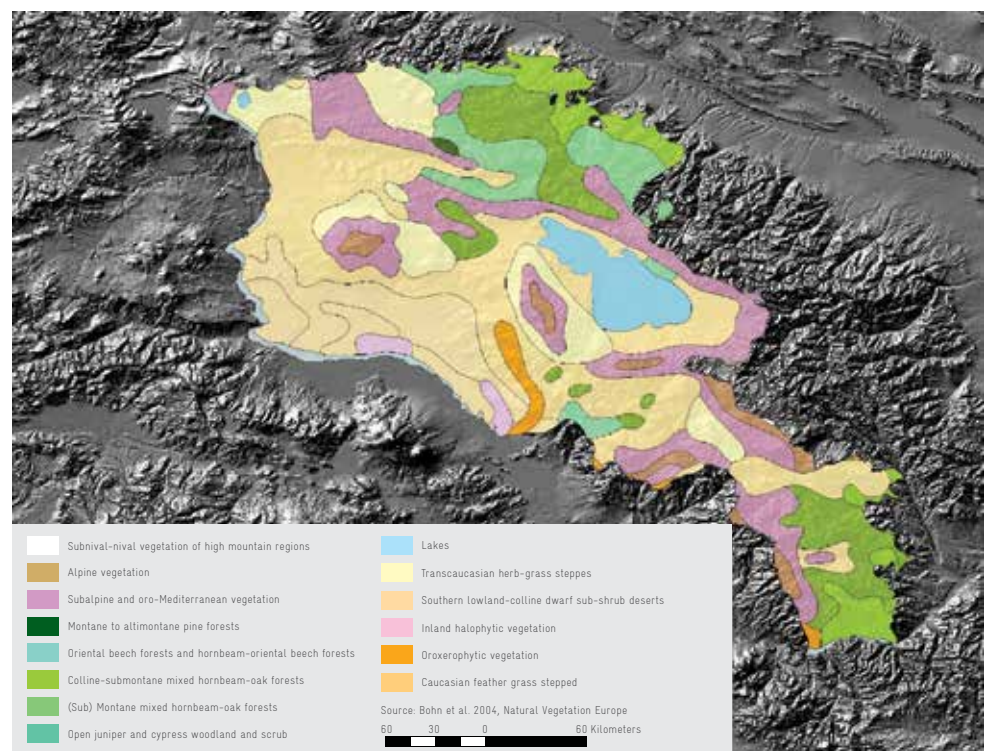 Subnival-nival vegetation of high mountain regions
Alpine vegetation
Subalpine and oro-Mediterranean vegetation
Montane to altimontane pine forests
Oriental beech forests and hornbeam-oriental beech forests
Colline-submontane mixed hornbeam-oak forests
(Sub) Montane mixed hornbeam-oak forests
Open juniper and cypress woodland and scrub
Lakes
Transcaucasian herb-grass steppes
Southern lowland-colline dwarf sub-shrub deserts
Inland halophytic vegetation
Oroxerophytic vegetation
Caucasian feather grass stepped
Source: Bohn et al. 2004, Natural Vegetation Europe
60 30 0 60 Kilometers